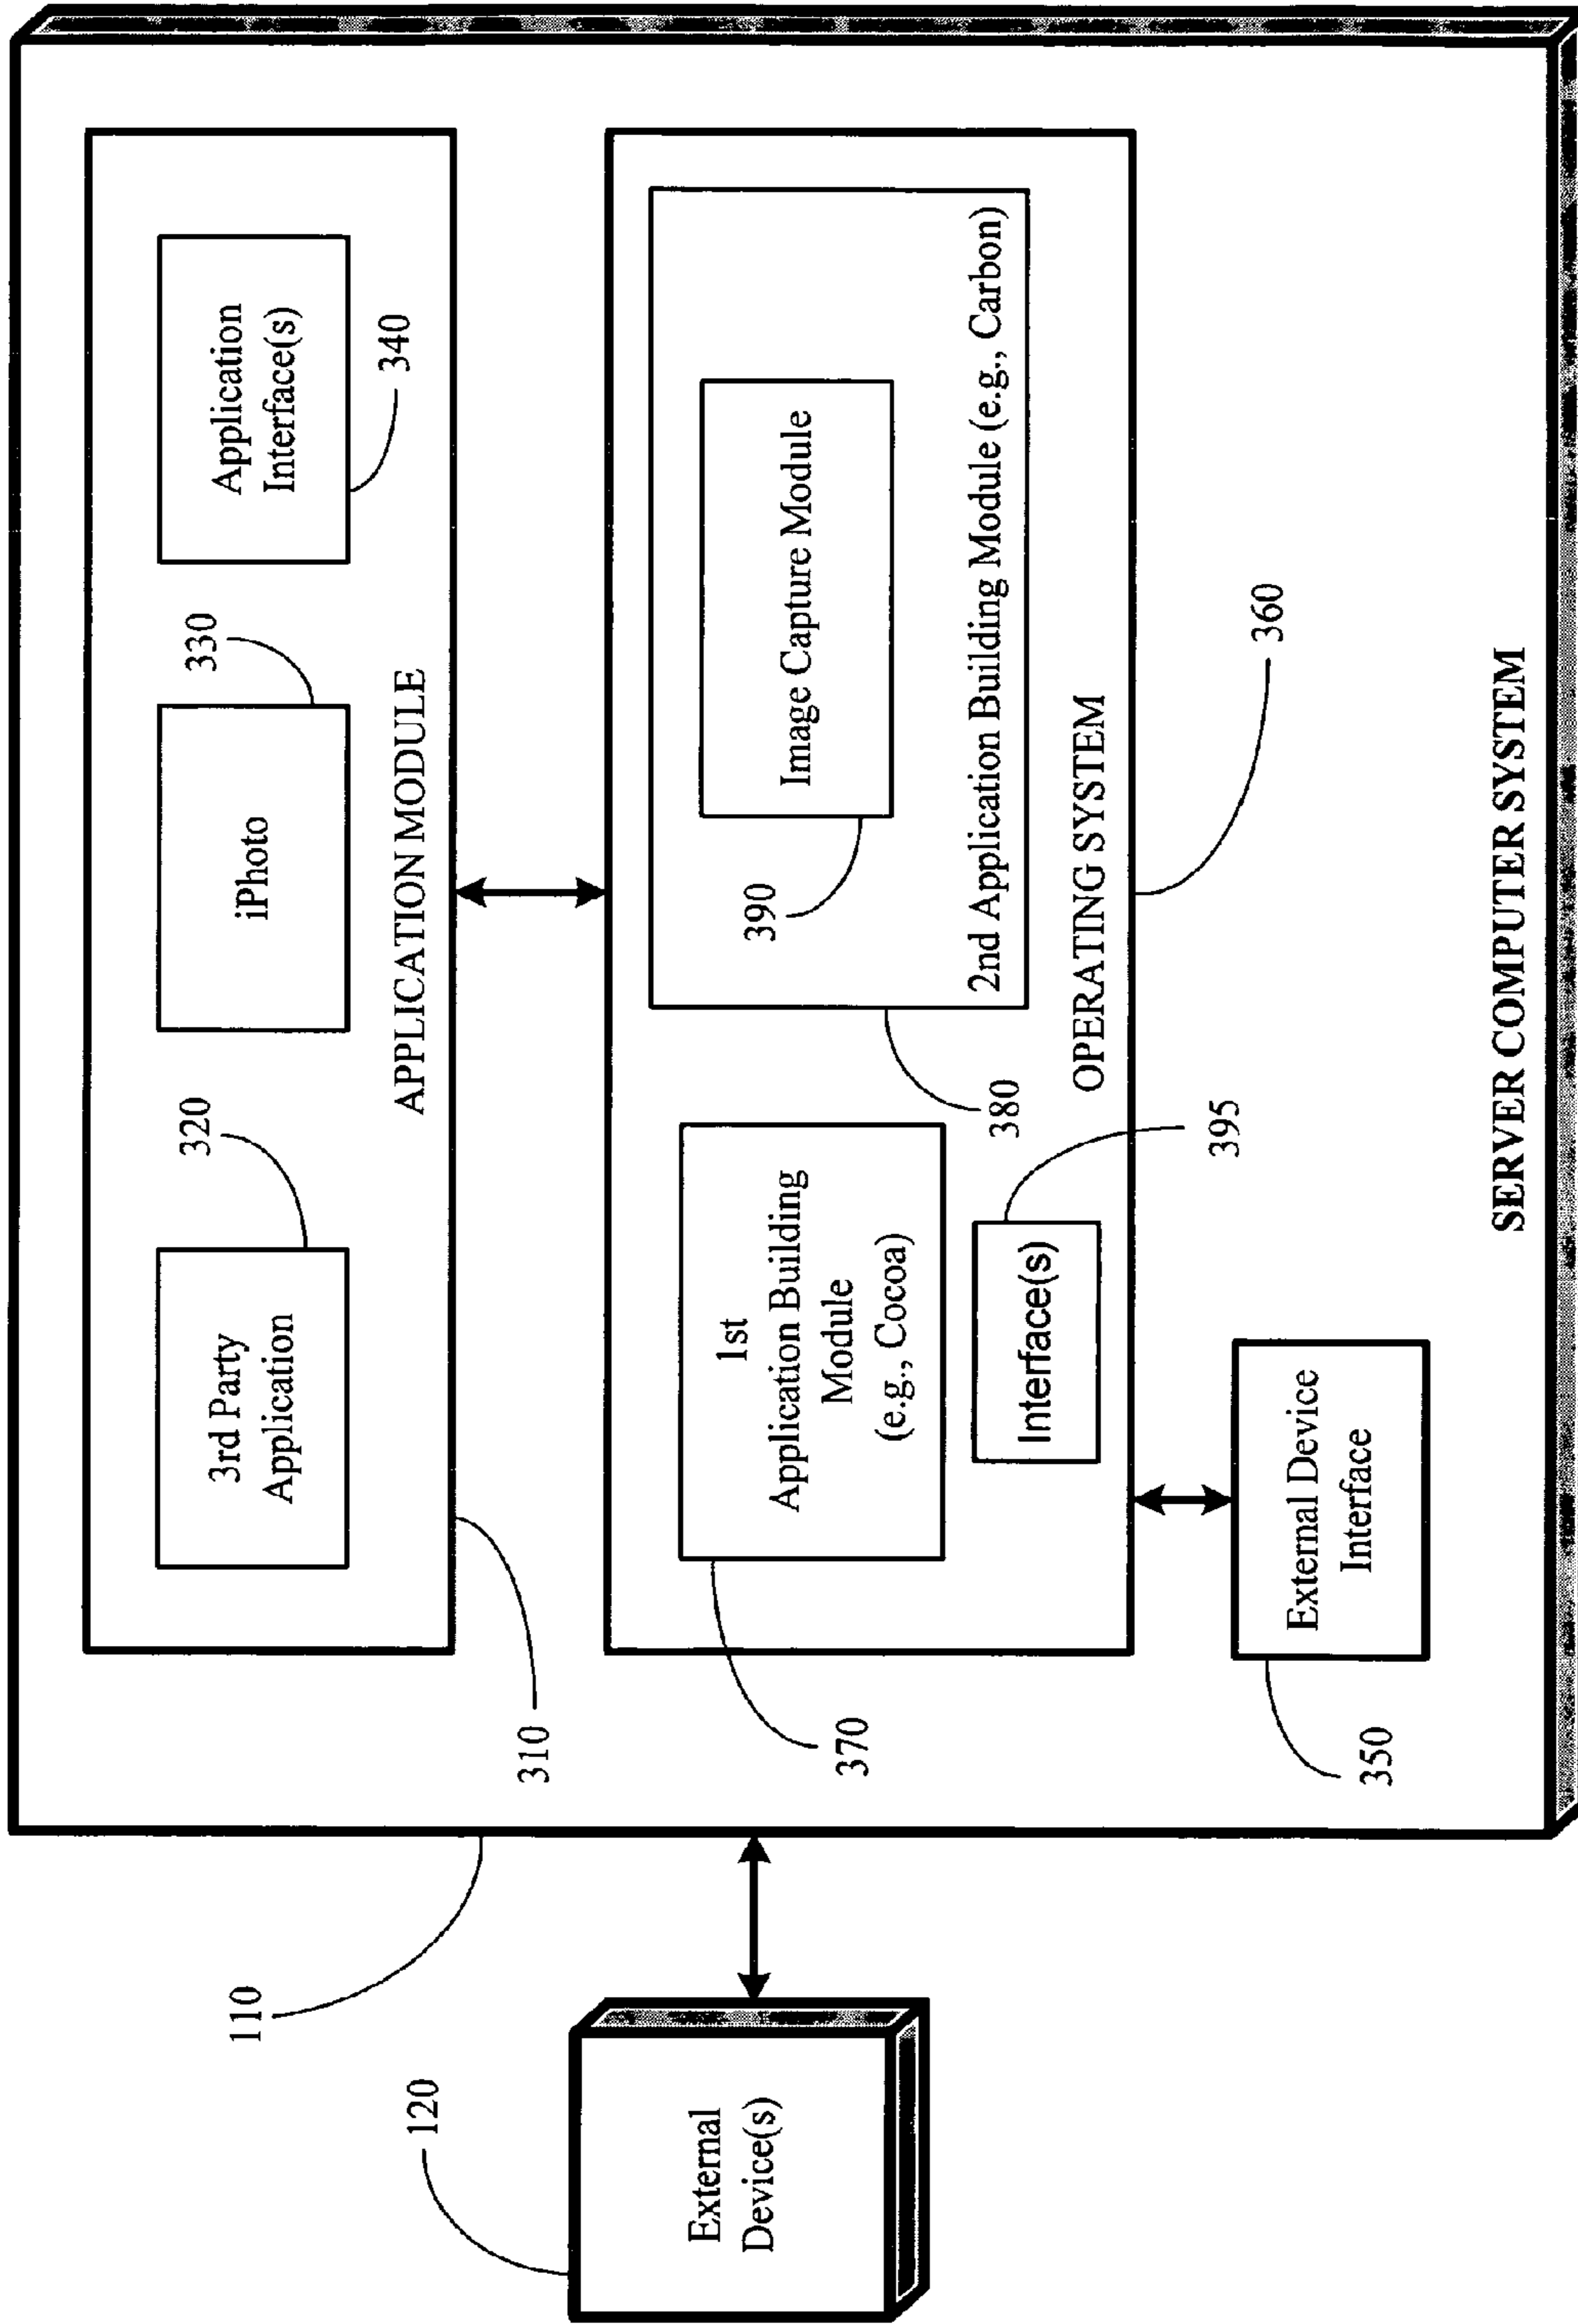 120
External
Device(s)
110
310
320
3rd Party
Application
330
iPhoto
Application
Interface(s)
340
APPLICATION MODULE
370
1st
Application Building
Module
(e.g., Cocoa)
390
Image Capture Module
2nd Application Building Module (e.g., Carbon)
380
Interface(s)
395
OPERATING SYSTEM
360
350
External Device
Interface
SERVER COMPUTER SYSTEM